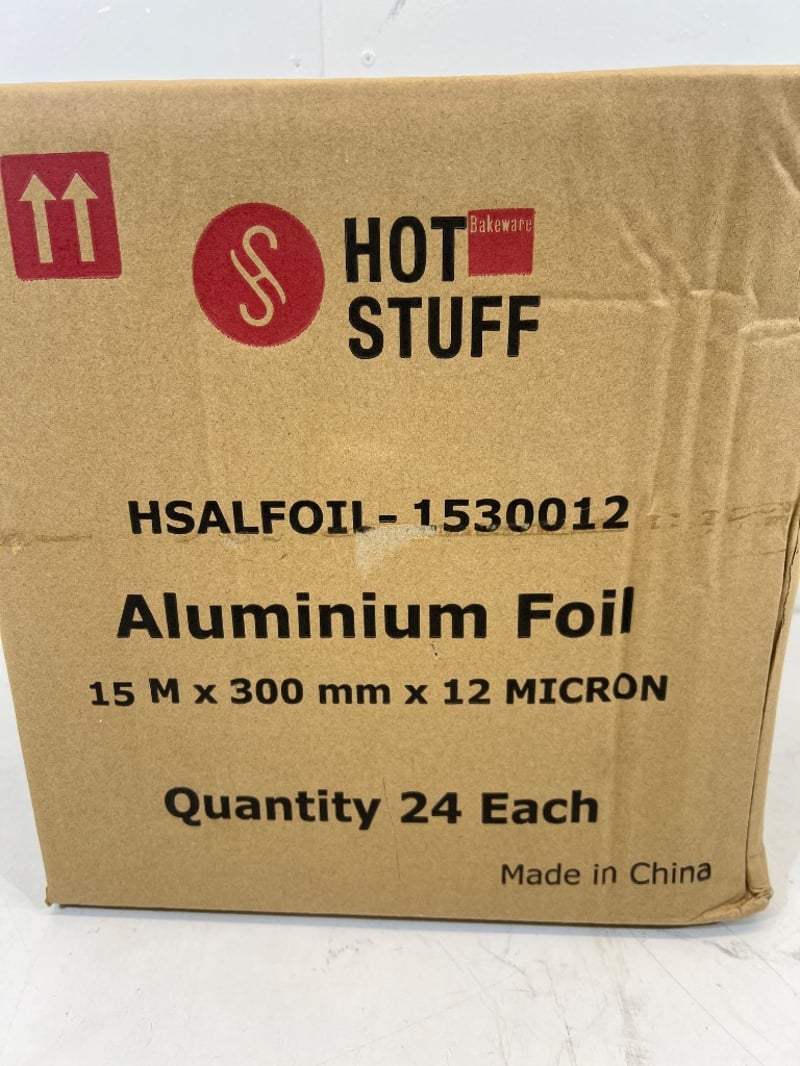 HOT Bakeware
STUFF
HSALFOIL- 1530012
Aluminium Foil
15 M x 300 mm x 12 MICRON
Quantity 24 Each
Made in China